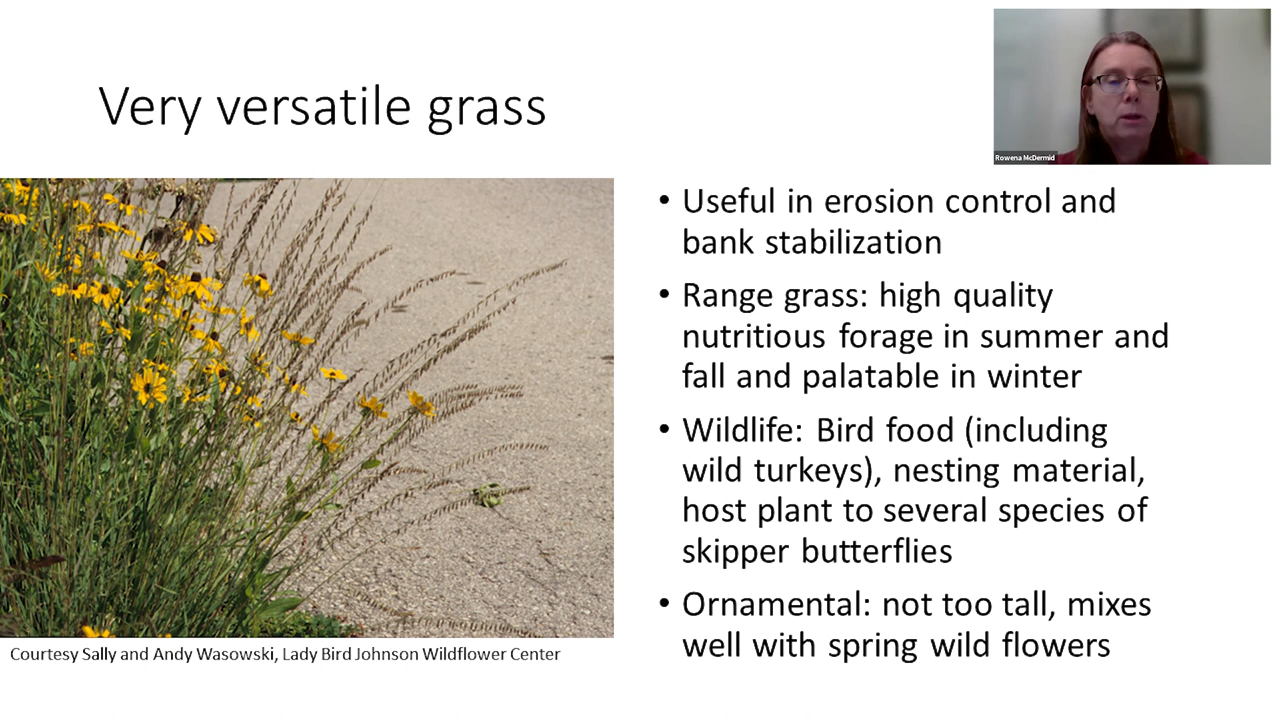 Very versatile grass
Rowena McDermid
• Useful in erosion control and
bank stabilization
• Range grass: high quality
nutritious forage in summer and
fall and palatable in winter
• Wildlife: Bird food (including
wild turkeys), nesting material,
host plant to several species of
skipper butterflies
• Ornamental: not too tall, mixes
well with spring wild flowers
Courtesy Sally and Andy Wasowski, Lady Bird Johnson Wildflower Center